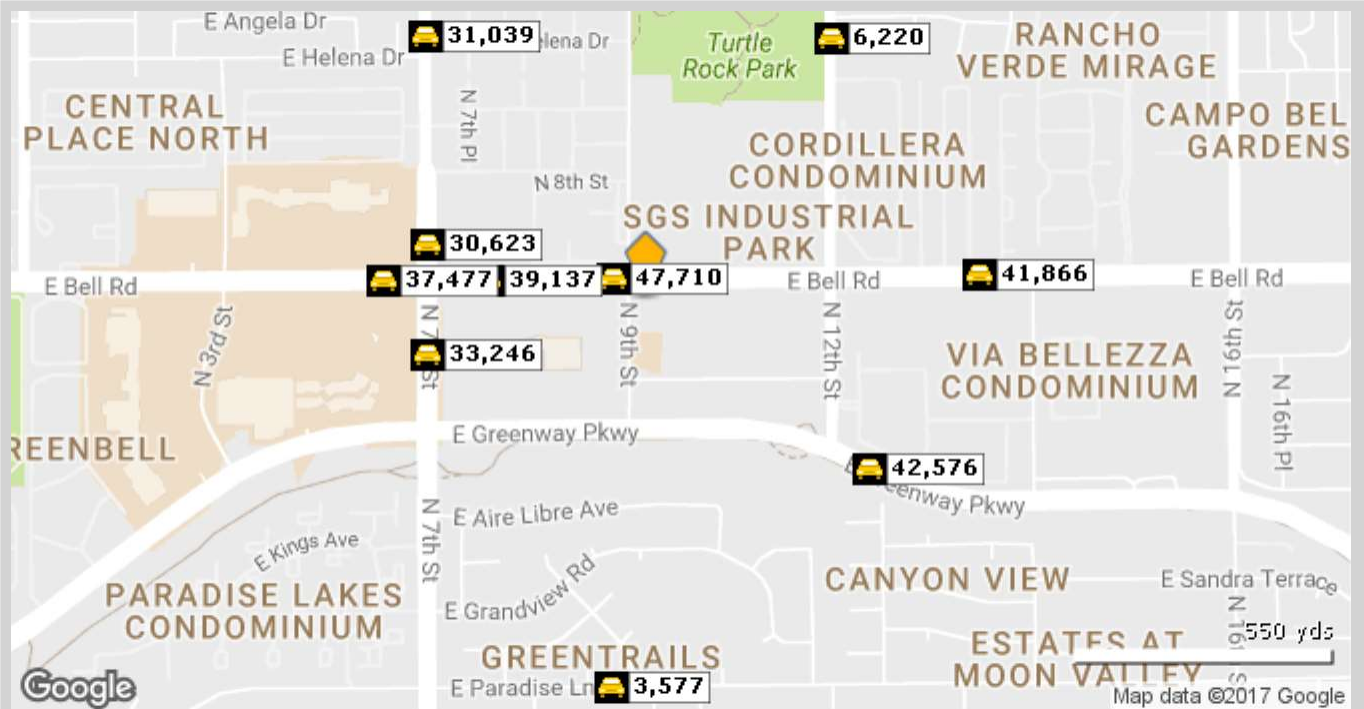 E Angela Dr
31,039
elena Dr
6,220
E Helena Dr
Turtle
Rock Park
RANCHO
VERDE MIRAGE
CENTRAL
PLACE NORTH
N 7th Pl
CAMPO BEL
GARDENS
CORDILLERA
CONDOMINIUM
N 8th St
SGS INDUSTRIAL
PARK
30,623
E Bell Rd
37,477
39,137
47,710
E Bell Rd
41,866
E Bell Rd
N 3rd St
N 7th St
N 9th St
N 12th St
N 16th St
33,246
VIA BELLEZZA
CONDOMINIUM
N 16th Pl
REENBELL
E Greenway Pkwy
42,576
E Greenway Pkwy
N 7th St
E Aire Libre Ave
E Kings Ave
E Grandview Rd
CANYON VIEW
E Sandra Terrace
PARADISE LAKES
CONDOMINIUM
550 yds
ESTATES AT
MOON VALLEY
GREENTRAILS
E Paradise Ln
3,577
Google
Map data ©2017 Google